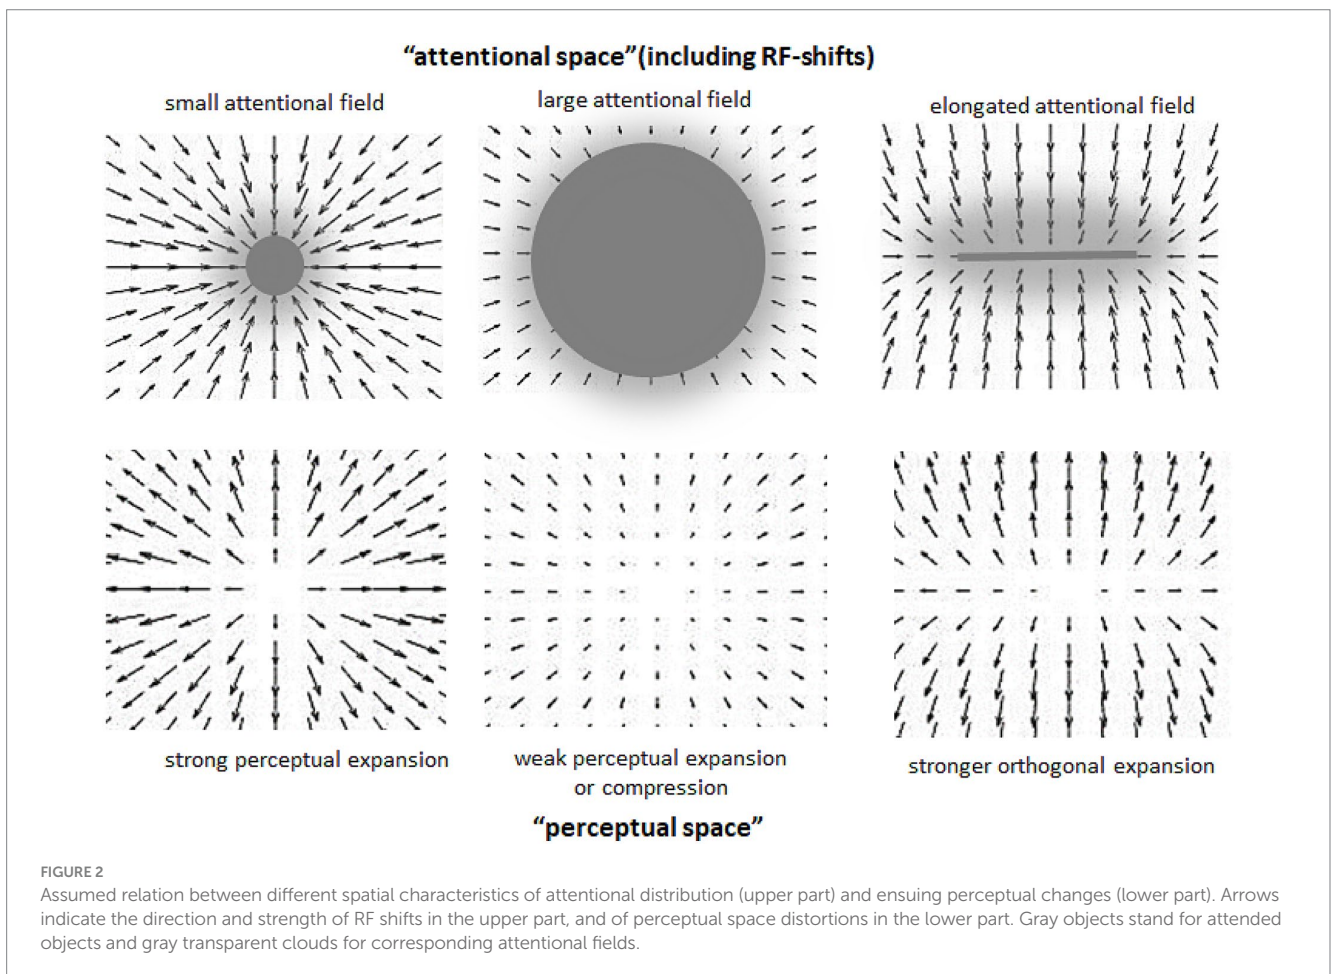 “attentional space”(including RF-shifts)
small attentional field
large attentional field
elongated attentional field
strong perceptual expansion
weak perceptual expansion
or compression
stronger orthogonal expansion
“perceptual space”
FIGURE 2
Assumed relation between different spatial characteristics of attentional distribution (upper part) and ensuing perceptual changes (lower part). Arrows
indicate the direction and strength of RF shifts in the upper part, and of perceptual space distortions in the lower part. Gray objects stand for attended
objects and gray transparent clouds for corresponding attentional fields.